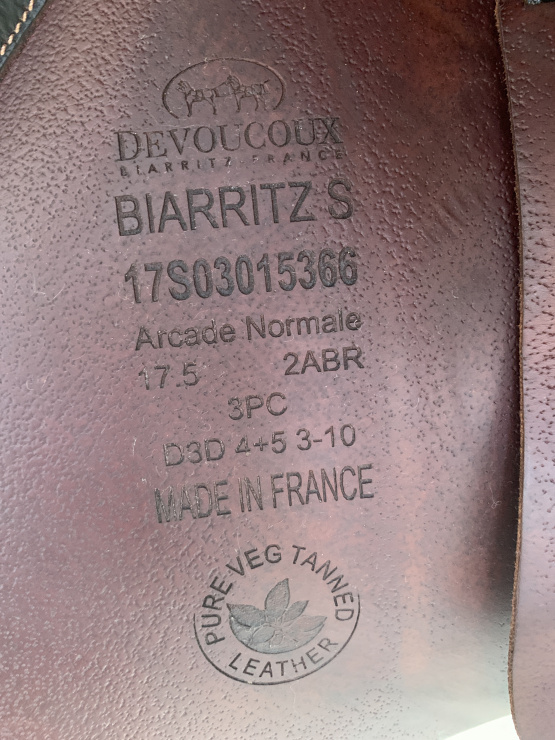 DEVOUCOUX
BIARRITZ-FRANCE
BIARRITZ S
17S03015366
Arcade Normale
17.5 2ABR
3PC
D3D 4+5 3-10
MADE IN FRANCE
PURE VEG TANNED
LEATHER